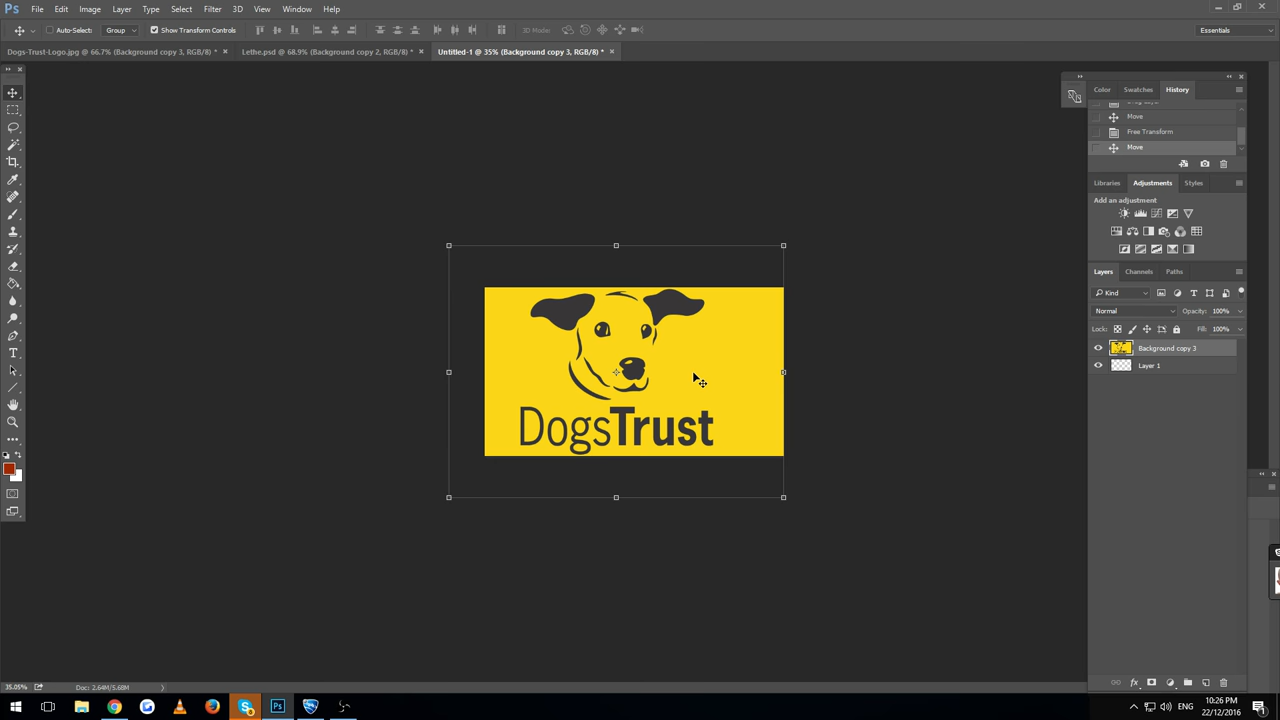 Ps File Edit Image Layer Type Select Filter 3D View Window Help
Auto-Select: Group Show Transform Controls 3D Mode: Essentials
Dogs-Trust-Logo.jpg @ 66.7% (Background copy 3, RGB/8) * × Lethe.psd @ 68.9% (Background copy 2, RGB/8) * × Untitled-1 @ 35% (Background copy 3, RGB/8) * ×
Color Swatches History
Move
Free Transform
Move
Libraries Adjustments Styles
Add an adjustment
Layers Channels Paths
Kind
Normal Opacity: 100%
Lock: Fill: 100%
Background copy 3
Layer 1
DogsTrust
35.05% Doc: 2.64M/5.68M
Ps ENG 10:26 PM
22/12/2016